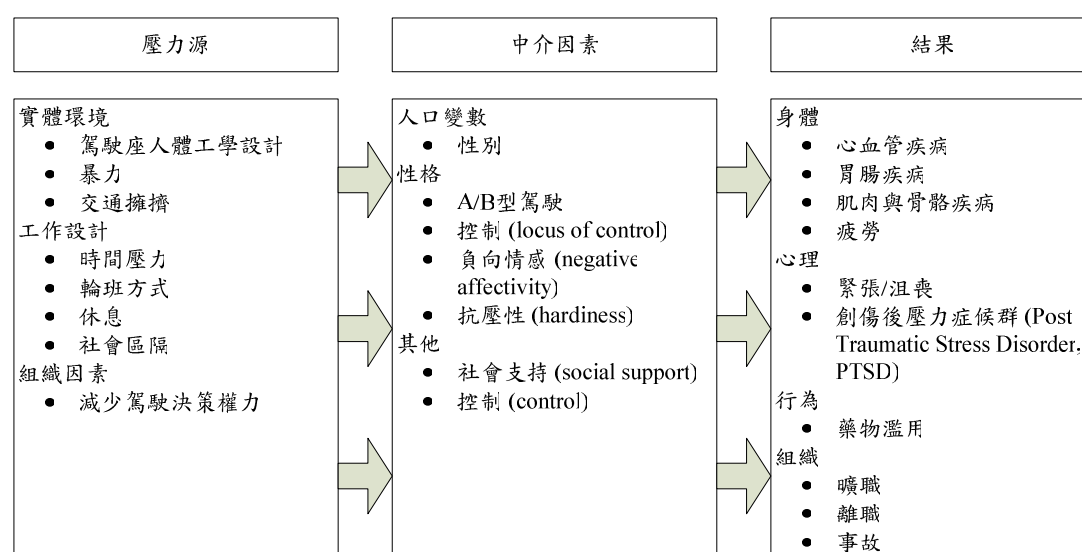 壓力源
中介因素
結果
實體環境
• 駕駛座人體工學設計
• 暴力
• 交通擁擠
工作設計
• 時間壓力
• 輪班方式
• 休息
• 社會區隔
組織因素
• 減少駕駛決策權力
人口變數
• 性別
性格
• A/B型駕駛
• 控制 (locus of control)
• 負向情感 (negative
affectivity)
• 抗壓性 (hardiness)
其他
• 社會支持 (social support)
• 控制 (control)
身體
• 心血管疾病
• 胃腸疾病
• 肌肉與骨骼疾病
• 疲勞
心理
• 緊張/沮喪
• 創傷後壓力症候群 (Post
Traumatic Stress Disorder,
PTSD)
行為
• 藥物濫用
組織
• 曠職
• 離職
• 事故